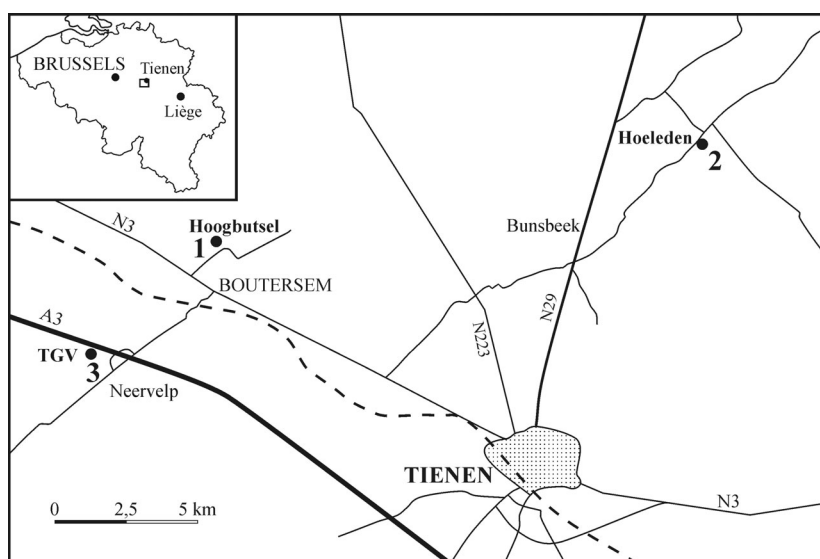 BRUSSELS
Tienen
Liège
Hoeleden
2
N3
Hoogbutsel
1
Bunsbeek
BOUTERSEM
A3
N29
N223
TGV
3
Neervelp
TIENEN
0 2,5 5 km
N3